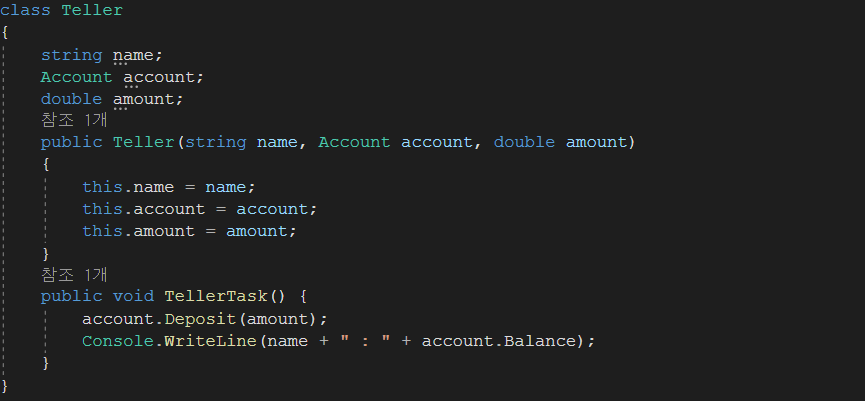 class Teller
{
    string name;
    Account account;
    double amount;
    참조 1개
    public Teller(string name, Account account, double amount)
    {
        this.name = name;
        this.account = account;
        this.amount = amount;
    }
    참조 1개
    public void TellerTask() {
        account.Deposit(amount);
        Console.WriteLine(name + " : " + account.Balance);
    }
}